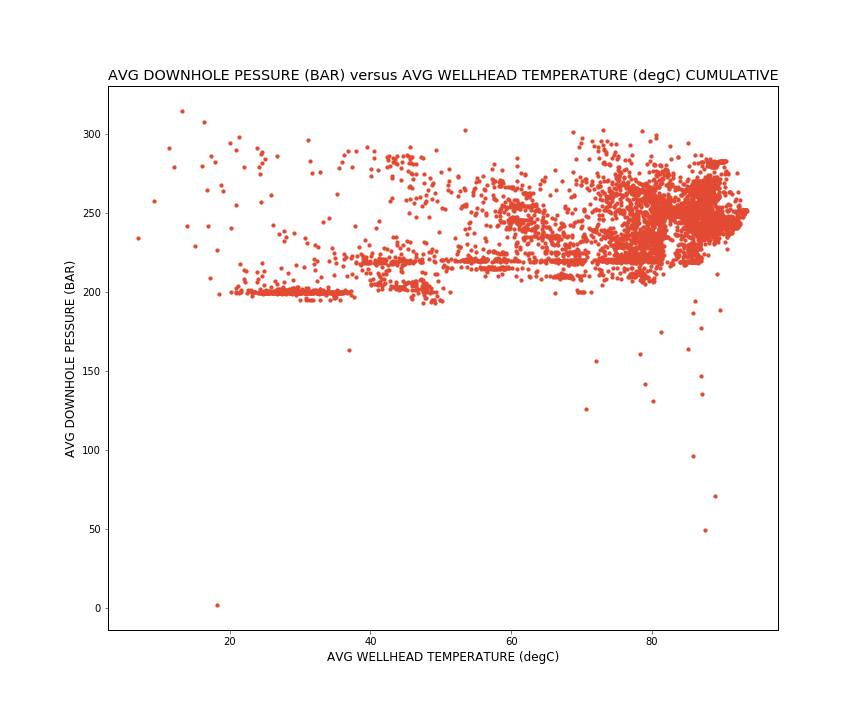 AVG DOWNHOLE PESSURE (BAR) versus AVG WELLHEAD TEMPERATURE (degC) CUMULATIVE
AVG DOWNHOLE PESSURE (BAR)
300
250
200
150
100
50
0
20 40 60 80
AVG WELLHEAD TEMPERATURE (degC)